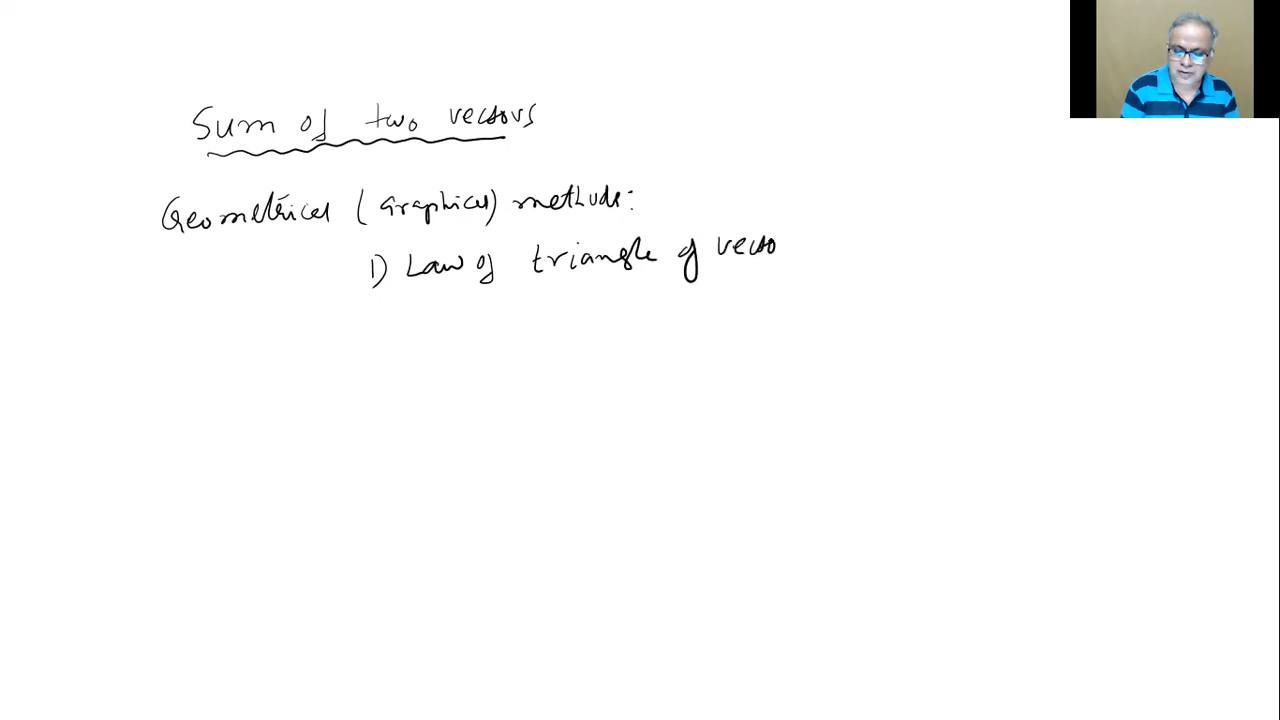 Sum of two vectors
Geometrical (Graphical) methods:
1) Law of triangle of vecto